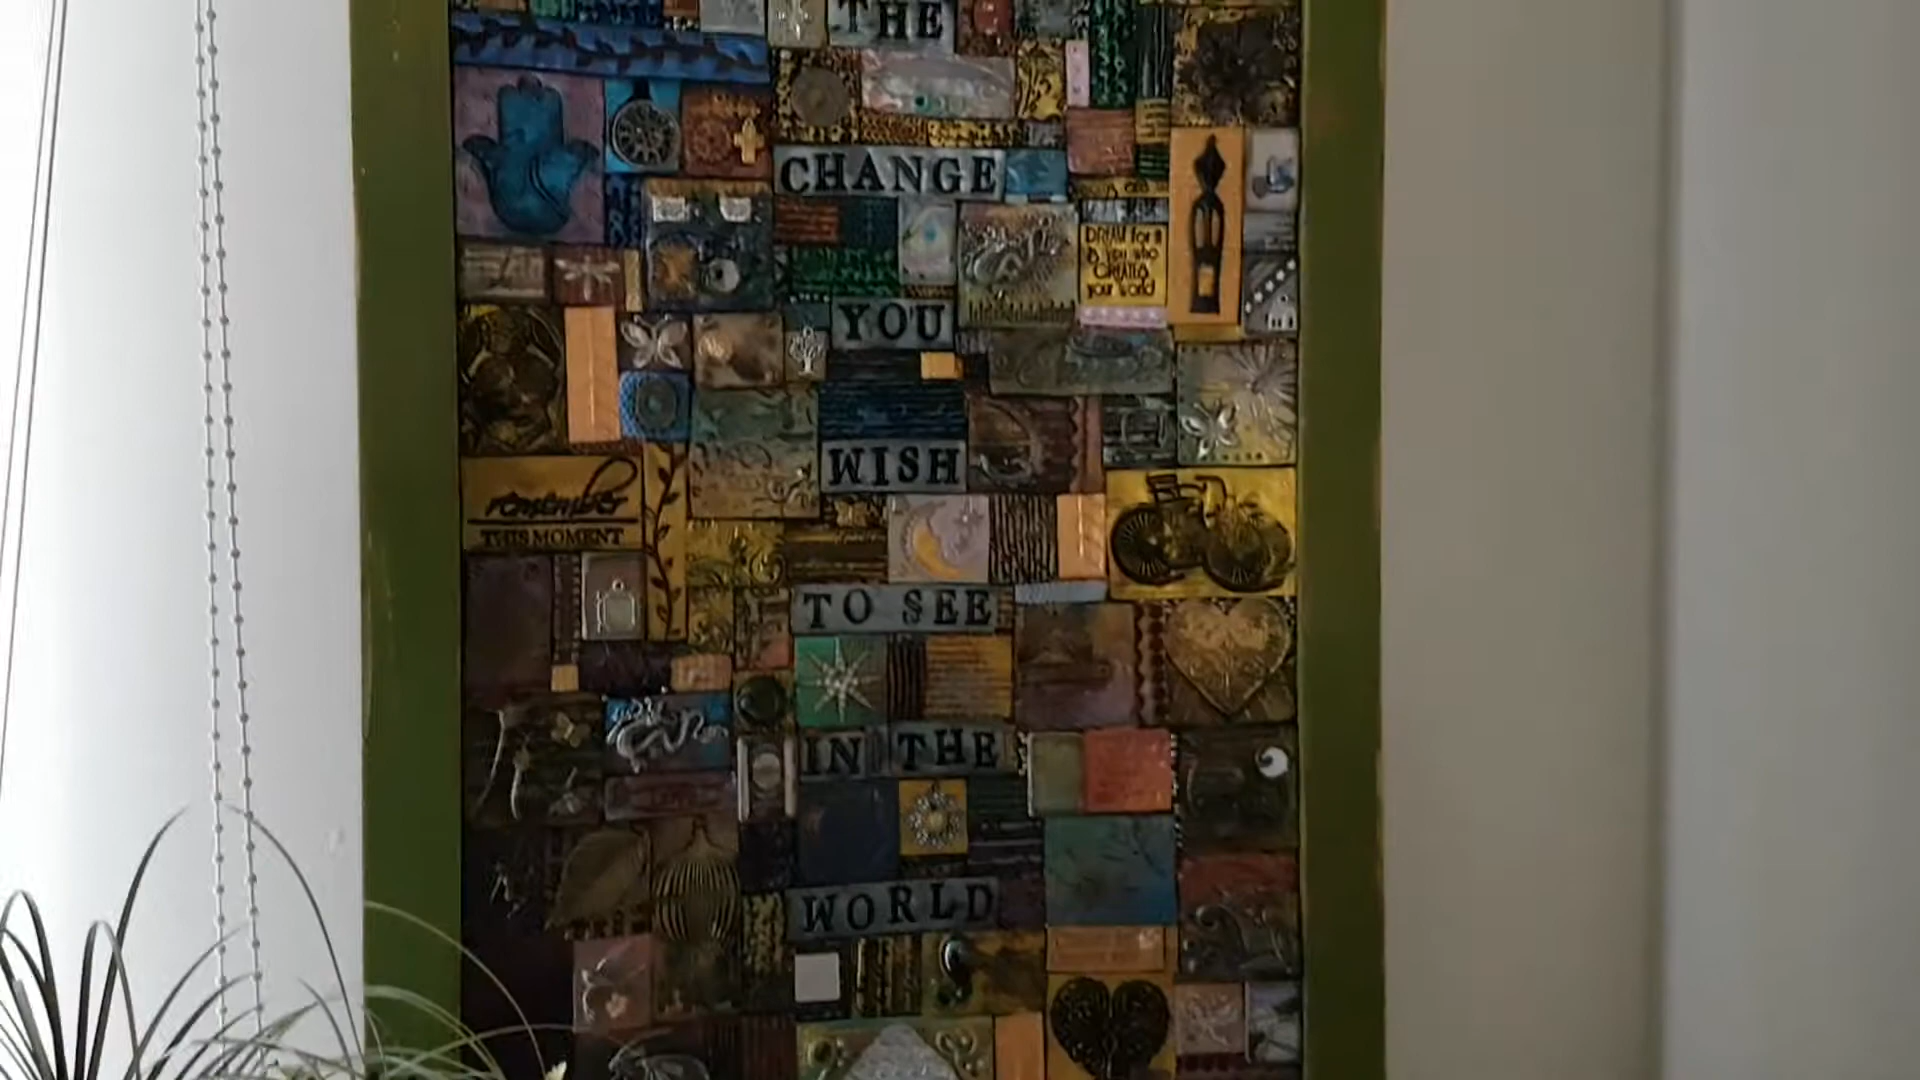 THE
CHANGE
DREAM for it
is you who
CREATES
your world
YOU
WISH
remember
THIS MOMENT
TO SEE
IN THE
WORLD